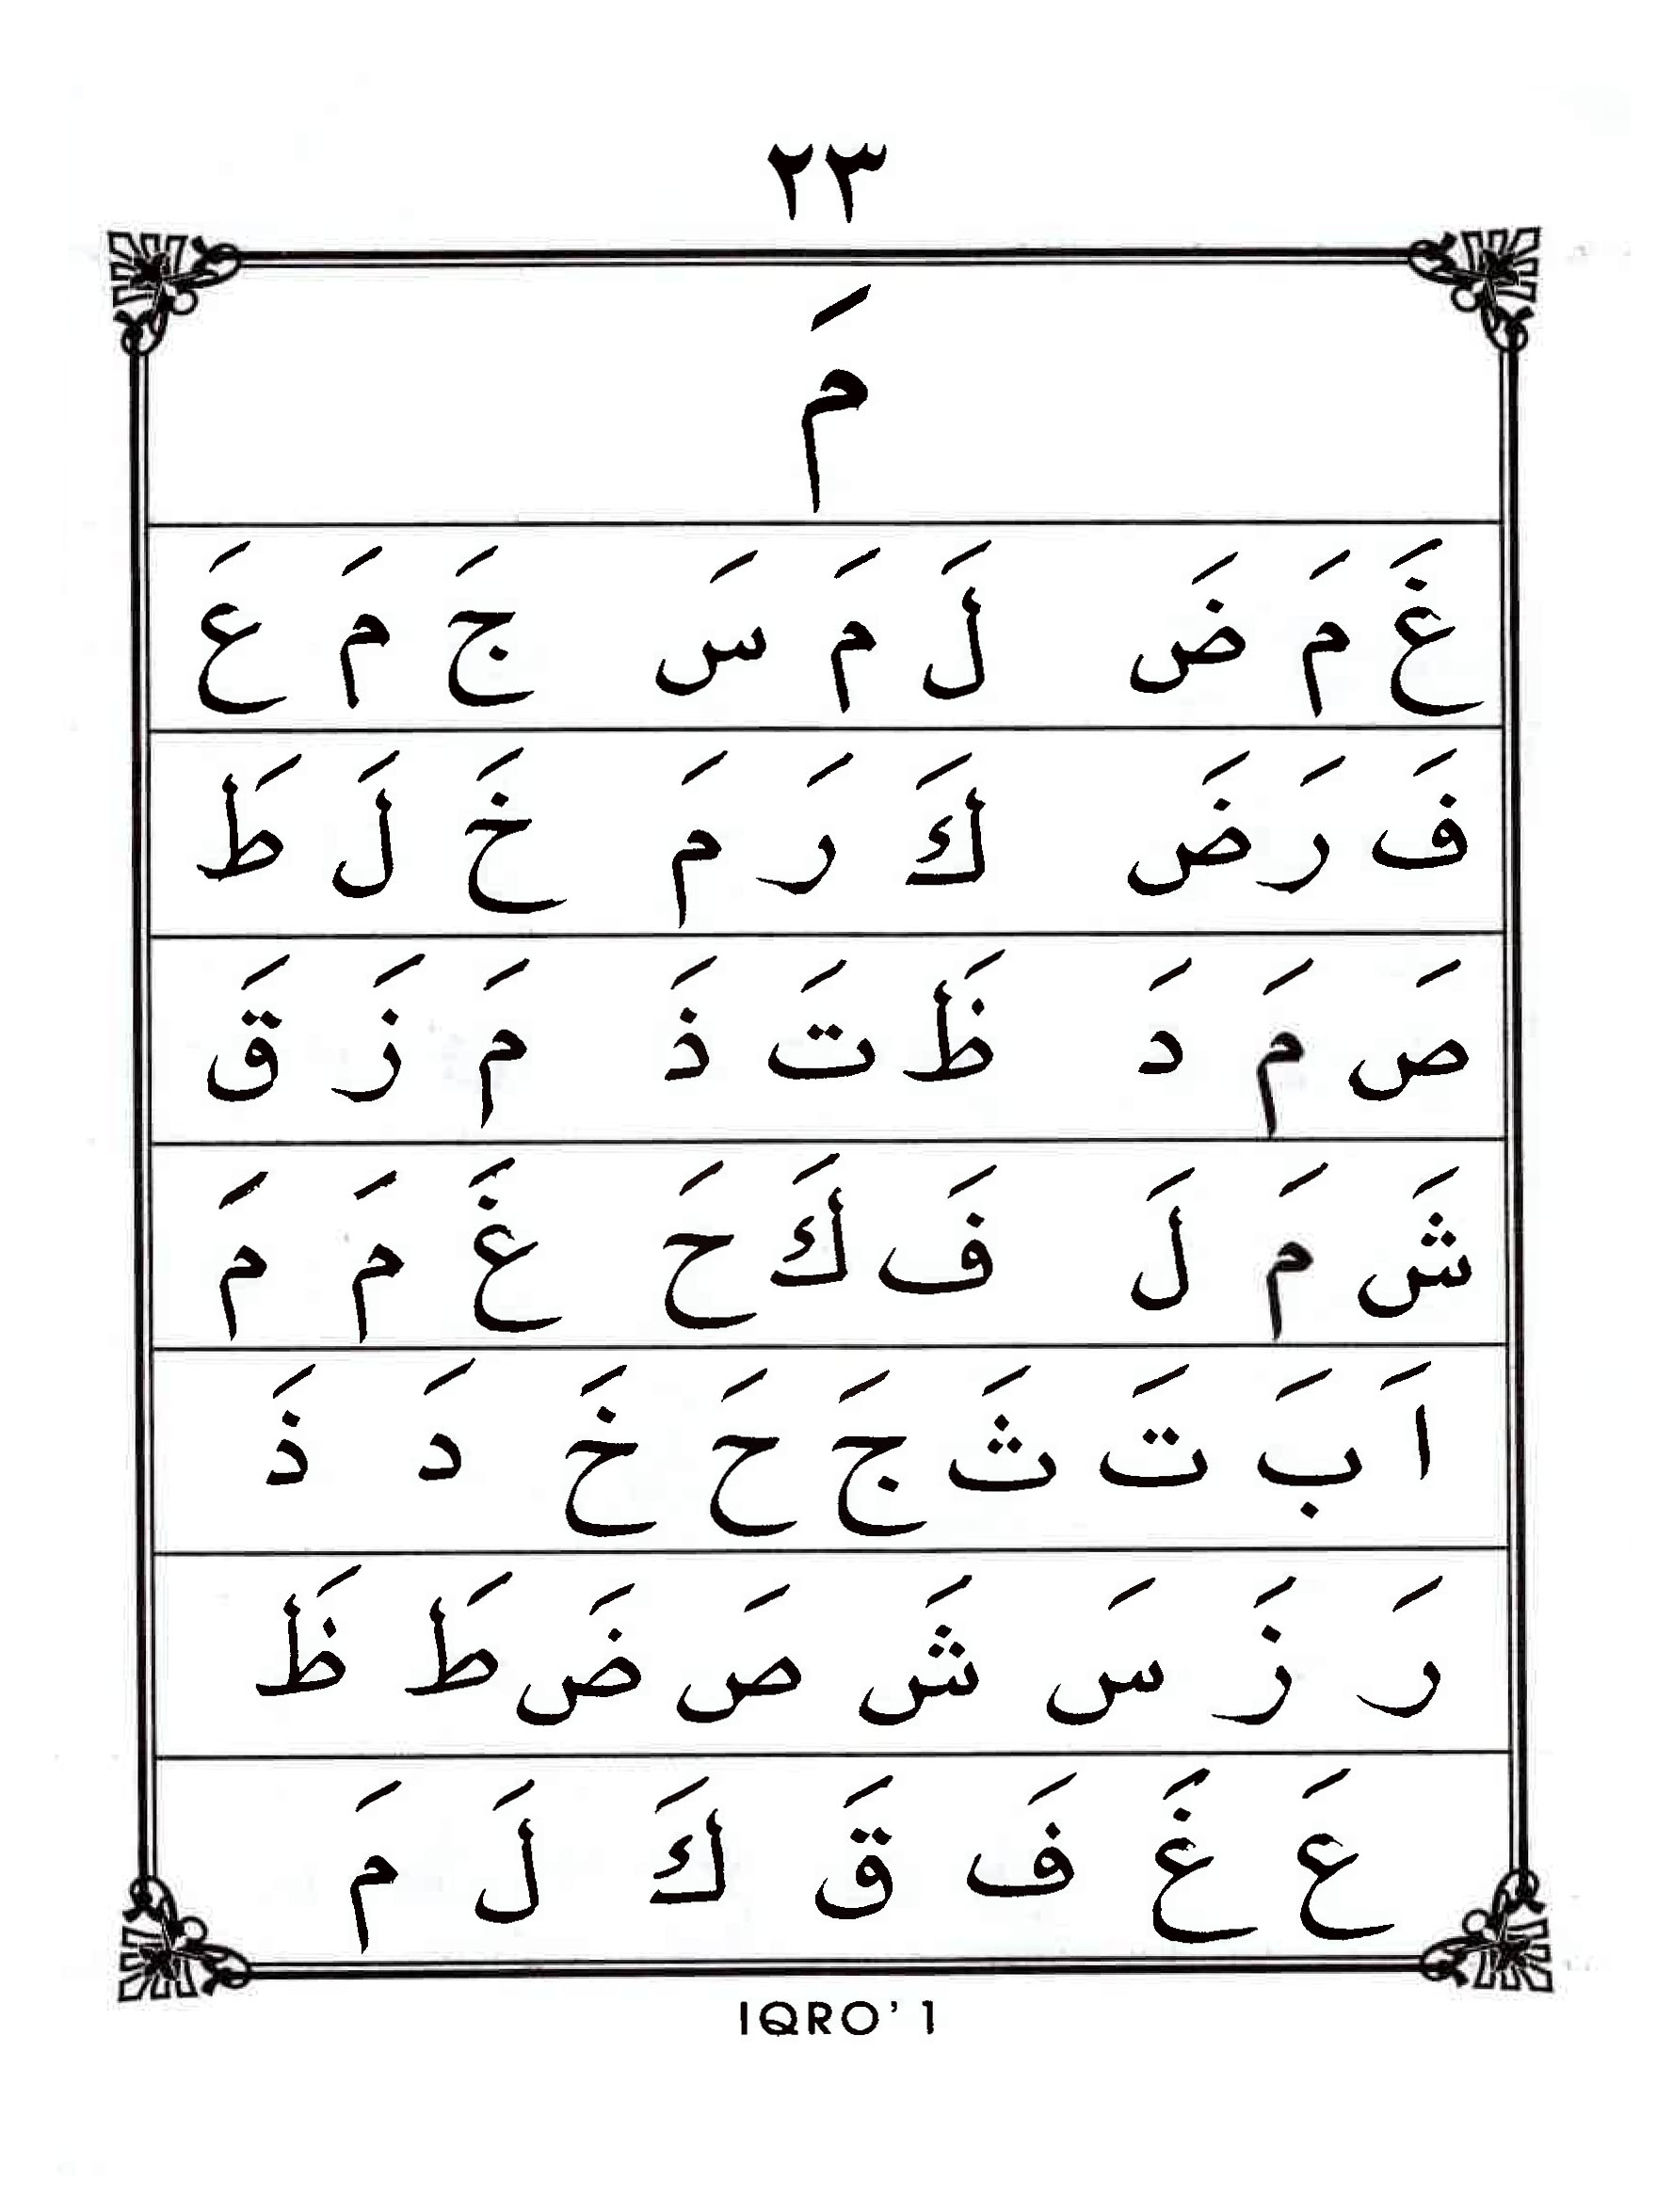 ٢٣
مَ
غَ مَ ضَ لَ مَ سَ جَ مَ عَ
فَ رَ ضَ كَ رَ مَ خَ لَ طَ
صَ مَ دَ ظَ تَ ذَ مَ زَ قَ
شَ مَ لَ فَ كَ حَ غَ مَ مَ
اَ بَ تَ ثَ جَ حَ خَ دَ ذَ
رَ زَ سَ شَ صَ ضَ طَ ظَ
عَ غَ فَ قَ كَ لَ مَ
IQRO’ 1